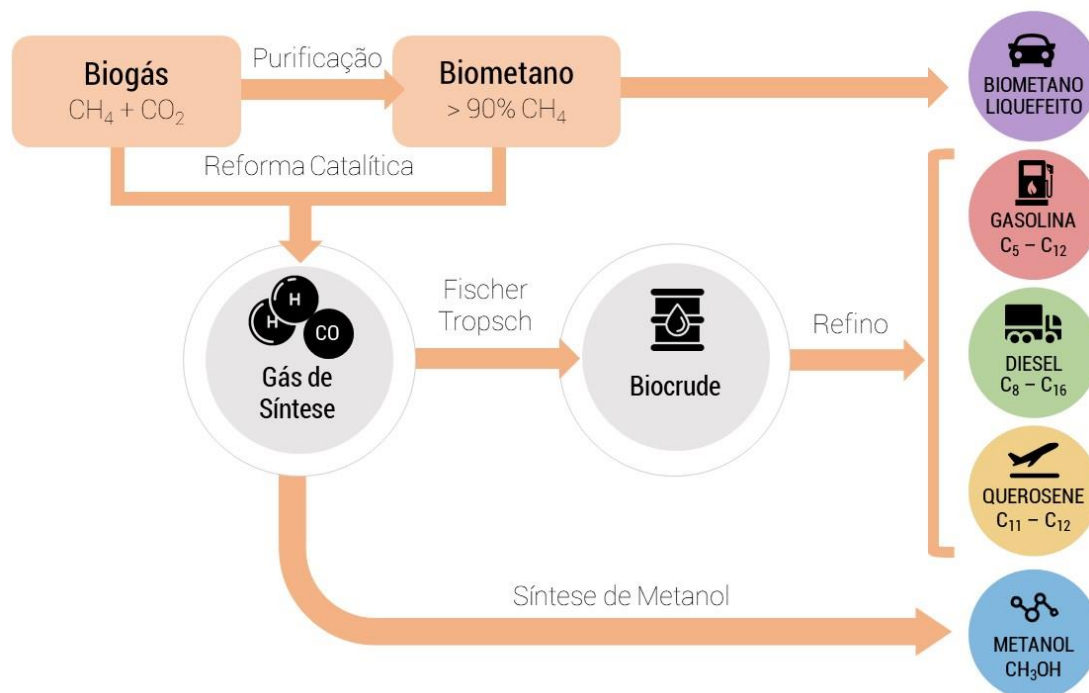 Biogás
CH₄ + CO₂
Purificação
Biometano
> 90% CH₄
BIOMETANO
LIQUEFEITO
Reforma Catalítica
GASOLINA
C₅ – C₁₂
H
H
CO
Gás de
Síntese
Fischer
Tropsch
Biocrude
Refino
DIESEL
C₈ – C₁₆
QUEROSENE
C₁₁ – C₁₂
Síntese de Metanol
METANOL
CH₃OH